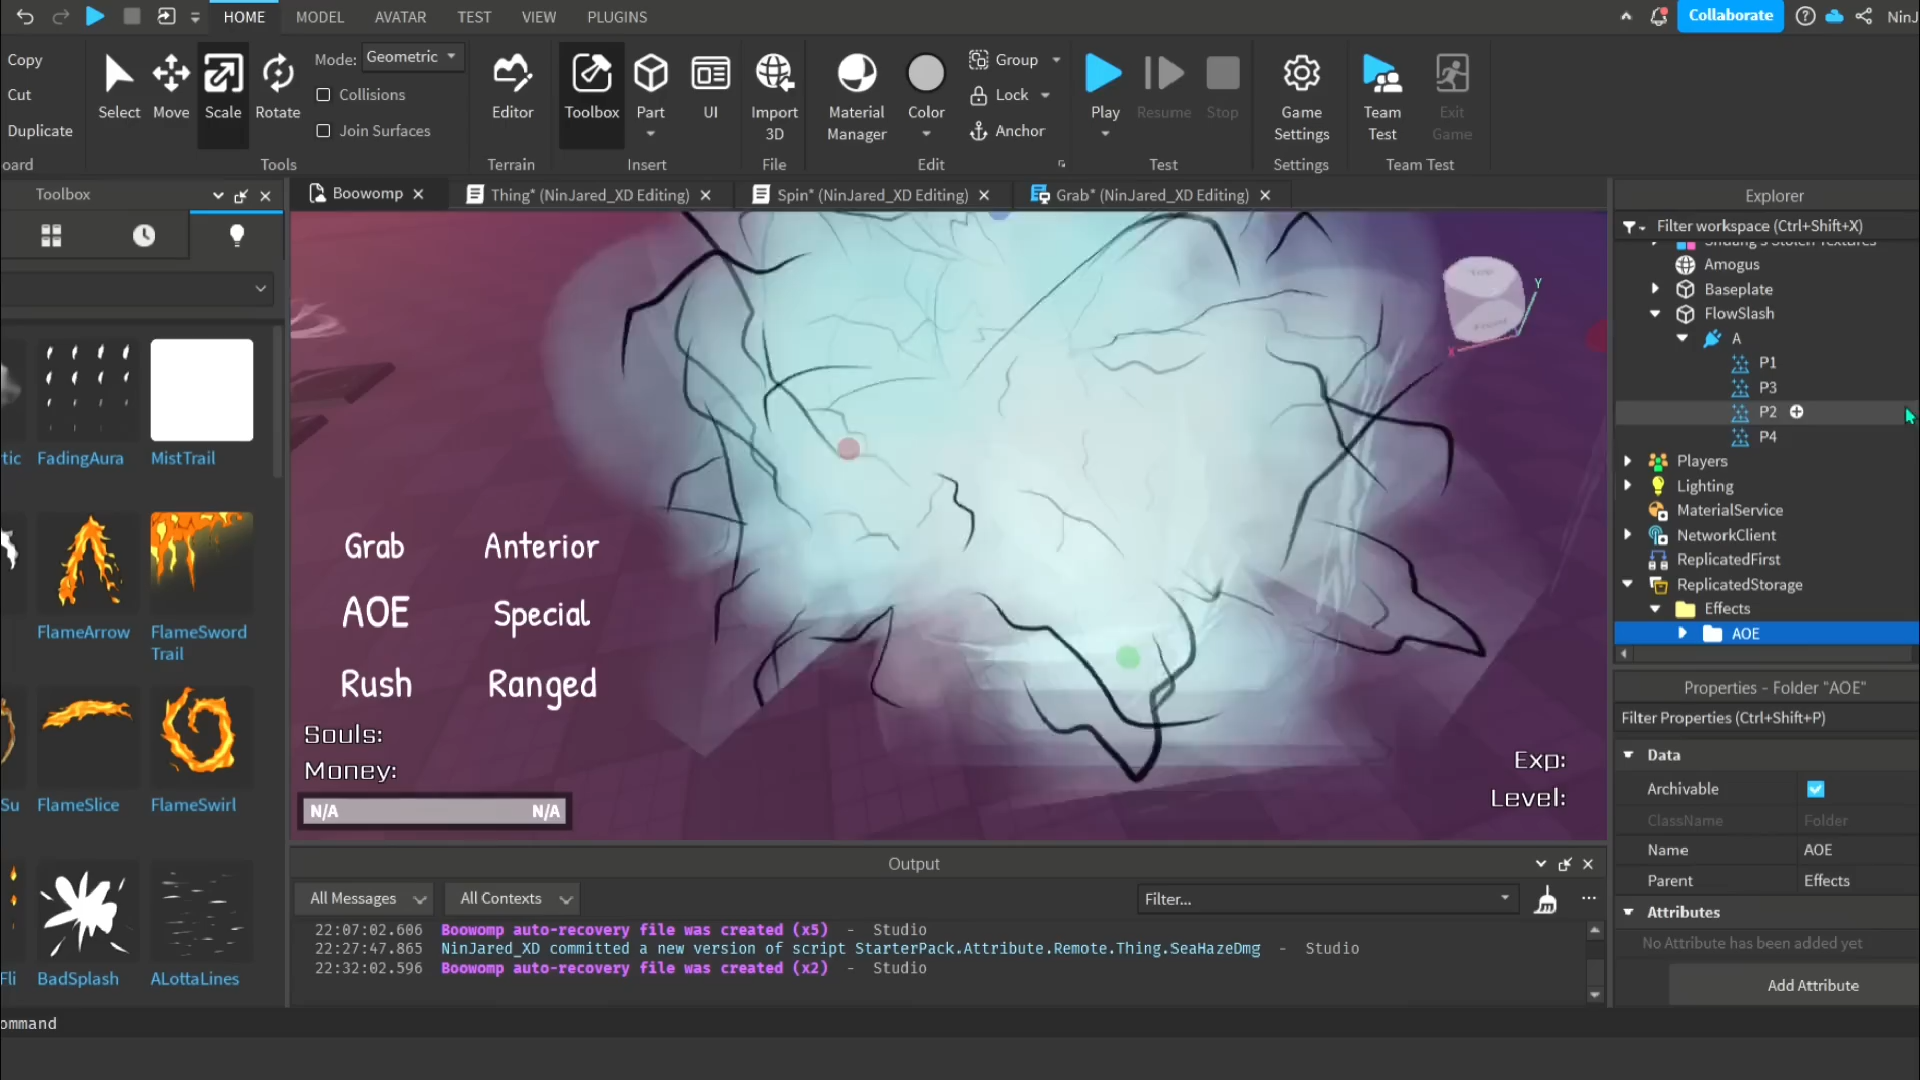 HOME MODEL AVATAR TEST VIEW PLUGINS Collaborate NinJ
Copy
Cut
Duplicate
oard
Select Move Scale Rotate
Mode: Geometric
Collisions
Join Surfaces
Tools
Editor
Terrain
Toolbox Part UI
Insert
Import
3D
File
Material
Manager
Color
Group
Lock
Anchor
Edit
Play Resume Stop
Test
Game
Settings
Settings
Team
Test
Exit
Game
Team Test
Toolbox
Boowomp Thing* (NinJared_XD Editing) Spin* (NinJared_XD Editing) Grab* (NinJared_XD Editing)
tic FadingAura MistTrail
FlameArrow FlameSword
Trail
Su FlameSlice FlameSwirl
Fli BadSplash ALottaLines
Y
X
Grab Anterior
AOE Special
Rush Ranged
Souls:
Money:
N/A N/A
Exp:
Level:
Output
All Messages All Contexts Filter...
22:07:02.606 Boowomp auto-recovery file was created (x5) - Studio
22:27:47.865 NinJared_XD committed a new version of script StarterPack.Attribute.Remote.Thing.SeaHazeDmg - Studio
22:32:02.596 Boowomp auto-recovery file was created (x2) - Studio
ommand
Explorer
Filter workspace (Ctrl+Shift+X)
Amogus
Baseplate
FlowSlash
A
P1
P3
P2
P4
Players
Lighting
MaterialService
NetworkClient
ReplicatedFirst
ReplicatedStorage
Effects
AOE
Properties - Folder "AOE"
Filter Properties (Ctrl+Shift+P)
Data
Archivable
ClassName Folder
Name AOE
Parent Effects
Attributes
No Attribute has been added yet
Add Attribute